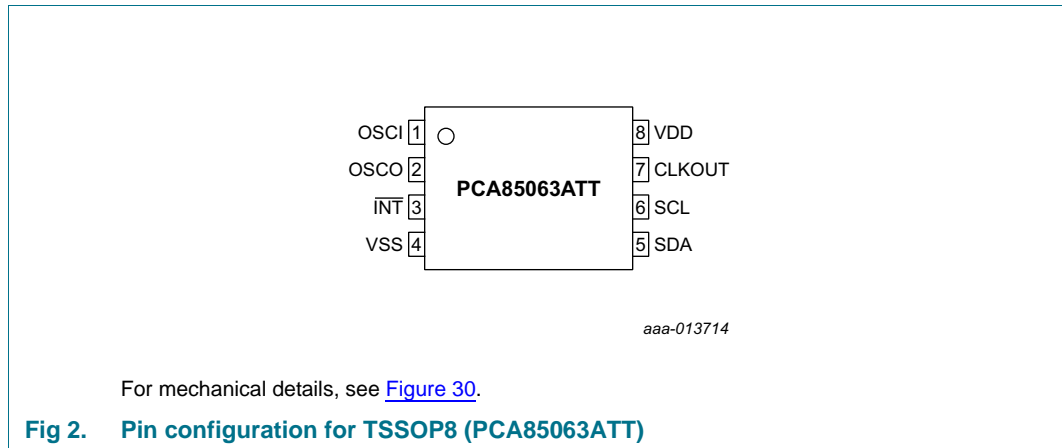 OSCI 1 8 VDD
OSCO 2 7 CLKOUT
PCA85063ATT
I̅N̅T̅ 3 6 SCL
VSS 4 5 SDA
aaa-013714
For mechanical details, see Figure 30.
Fig 2. Pin configuration for TSSOP8 (PCA85063ATT)